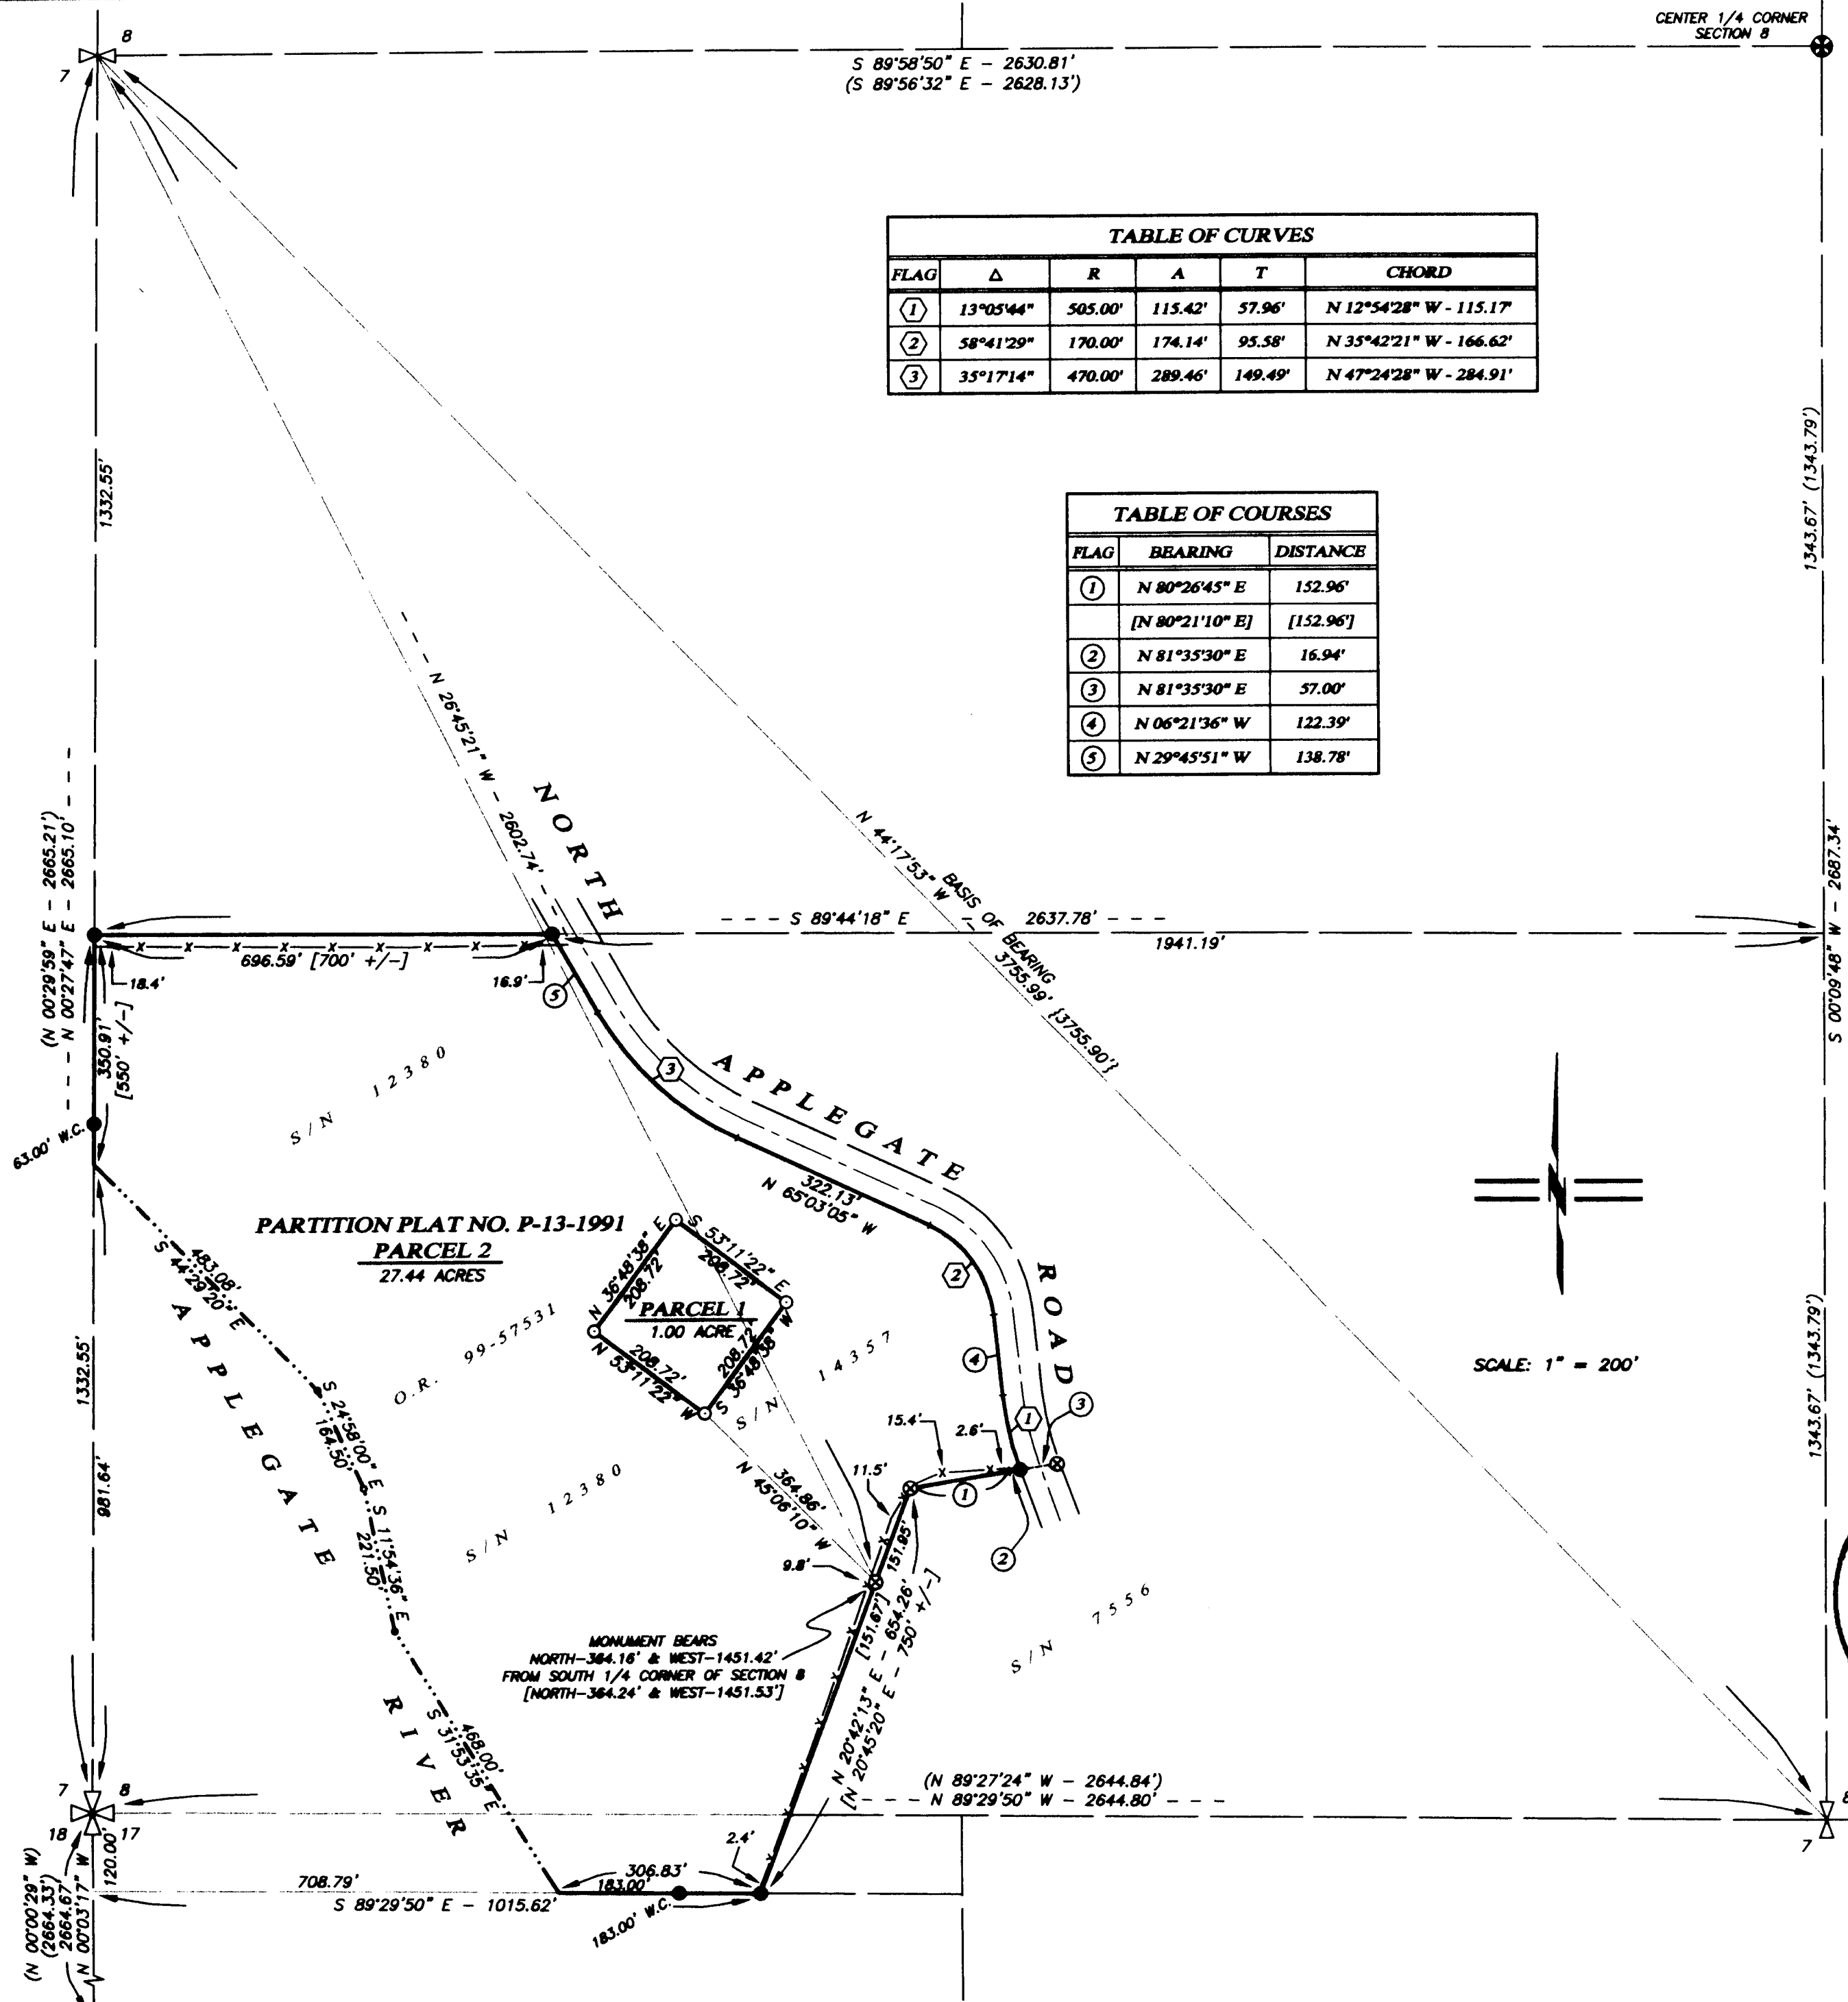 CENTER 1/4 CORNER
SECTION 8
8
7
S 89°58'50" E - 2630.81'
(S 89°56'32" E - 2628.13')
TABLE OF CURVES
FLAG Δ R A T CHORD
1 13°05'44" 505.00' 115.42' 57.96' N 12°54'28" W - 115.17'
2 58°41'29" 170.00' 174.14' 95.58' N 35°42'21" W - 166.62'
3 35°17'14" 470.00' 289.46' 149.49' N 47°24'28" W - 284.91'
1332.55'
1343.67' (1343.79')
TABLE OF COURSES
FLAG BEARING DISTANCE
1 N 80°26'45" E 152.96'
[N 80°21'10" E] [152.96']
2 N 81°35'30" E 16.94'
3 N 81°35'30" E 57.00'
4 N 06°21'36" W 122.39'
5 N 29°45'51" W 138.78'
- - - N 26°45'21" W - 2602.74' - - -
NORTH
N 44°17'53" W
BASIS OF BEARING
3755.99' {3755.90'}
(N 00°29'59" E - 2665.21')
- - - - N 00°27'47" E - 2665.10' - - - -
S 00°09'48" W - 2687.34'
- - - S 89°44'18" E - 2637.78' - - -
1941.19'
696.59' [700' +/-]
18.4'
16.9'
5
350.91'
[550' +/-]
63.00' W.C.
S/N 12380
3
APPLEGATE
322.13'
N 65°03'05" W
PARTITION PLAT NO. P-13-1991
PARCEL 2
27.44 ACRES
N 36°48'38" E
208.72'
S 53°11'22" E
208.72'
PARCEL 1
1.00 ACRE
208.72'
S 36°48'38" W
208.72'
N 53°11'22" W
2
ROAD
483.08'
S 44°29'20" E
APPLEGATE
O.R. 99-57531
S/N 14357
4
SCALE: 1" = 200'
1343.67' (1343.79')
1332.55'
981.64'
S 24°58'00" E
164.50'
15.4'
2.6'
1
3
11.5'
1
364.86'
N 45°06'10" W
S/N 12380
S 11°54'36" E
221.50'
9.8'
151.95'
[151.67']
2
S/N 7556
N 20°42'13" E - 654.26'
[N 20°45'20" E - 750' +/-]
MONUMENT BEARS
NORTH-364.16' & WEST-1451.42'
FROM SOUTH 1/4 CORNER OF SECTION 8
[NORTH-364.24' & WEST-1451.53']
RIVER
468.00'
S 31°53'35" E
(N 89°27'24" W - 2644.84')
- - - - N 89°29'50" W - 2644.80' - - -
7 8
18 17
8
7
120.00'
2.4'
306.83'
183.00'
708.79'
S 89°29'50" E - 1015.62'
183.00' W.C.
(N 00°00'29" W)
(2664.33')
2664.67'
N 00°03'17" W